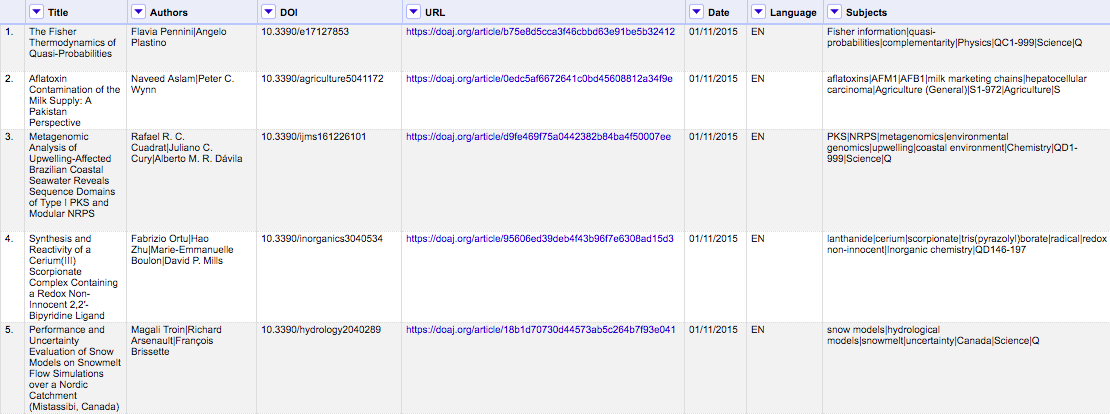 Title Authors DOI URL Date Language Subjects
1. The Fisher Flavia Pennini|Angelo 10.3390/e17127853 https://doaj.org/article/b75e8d5cca3f46cbbd63e91be5b32412 01/11/2015 EN Fisher information|quasi-
Thermodynamics of Plastino probabilities|complementarity|Physics|QC1-999|Science|Q
Quasi-Probabilities
2. Aflatoxin Naveed Aslam|Peter C. 10.3390/agriculture5041172 https://doaj.org/article/0edc5af6672641c0bd45608812a34f9e 01/11/2015 EN aflatoxins|AFM1|AFB1|milk marketing chains|hepatocellular
Contamination of the Wynn carcinoma|Agriculture (General)|S1-972|Agriculture|S
Milk Supply: A
Pakistan
Perspective
3. Metagenomic Rafael R. C. 10.3390/ijms161226101 https://doaj.org/article/d9fe469f75a0442382b84ba4f50007ee 01/11/2015 EN PKS|NRPS|metagenomics|environmental
Analysis of Cuadrat|Juliano C. genomics|upwelling|coastal environment|Chemistry|QD1-
Upwelling-Affected Cury|Alberto M. R. Dávila 999|Science|Q
Brazilian Coastal
Seawater Reveals
Sequence Domains
of Type I PKS and
Modular NRPS
4. Synthesis and Fabrizio Ortu|Hao 10.3390/inorganics3040534 https://doaj.org/article/95606ed39deb4f43b96f7e6308ad15d3 01/11/2015 EN lanthanide|cerium|scorpionate|tris(pyrazolyl)borate|radical|redox
Reactivity of a Zhu|Marie-Emmanuelle non-innocent|Inorganic chemistry|QD146-197
Cerium(III) Boulon|David P. Mills
Scorpionate
Complex Containing
a Redox Non-
Innocent 2,2'-
Bipyridine Ligand
5. Performance and Magali Troin|Richard 10.3390/hydrology2040289 https://doaj.org/article/18b1d70730d44573ab5c264b7f93e041 01/11/2015 EN snow models|hydrological
Uncertainty Arsenault|François models|snowmelt|uncertainty|Canada|Science|Q
Evaluation of Snow Brissette
Models on Snowmelt
Flow Simulations
over a Nordic
Catchment
(Mistassibi, Canada)